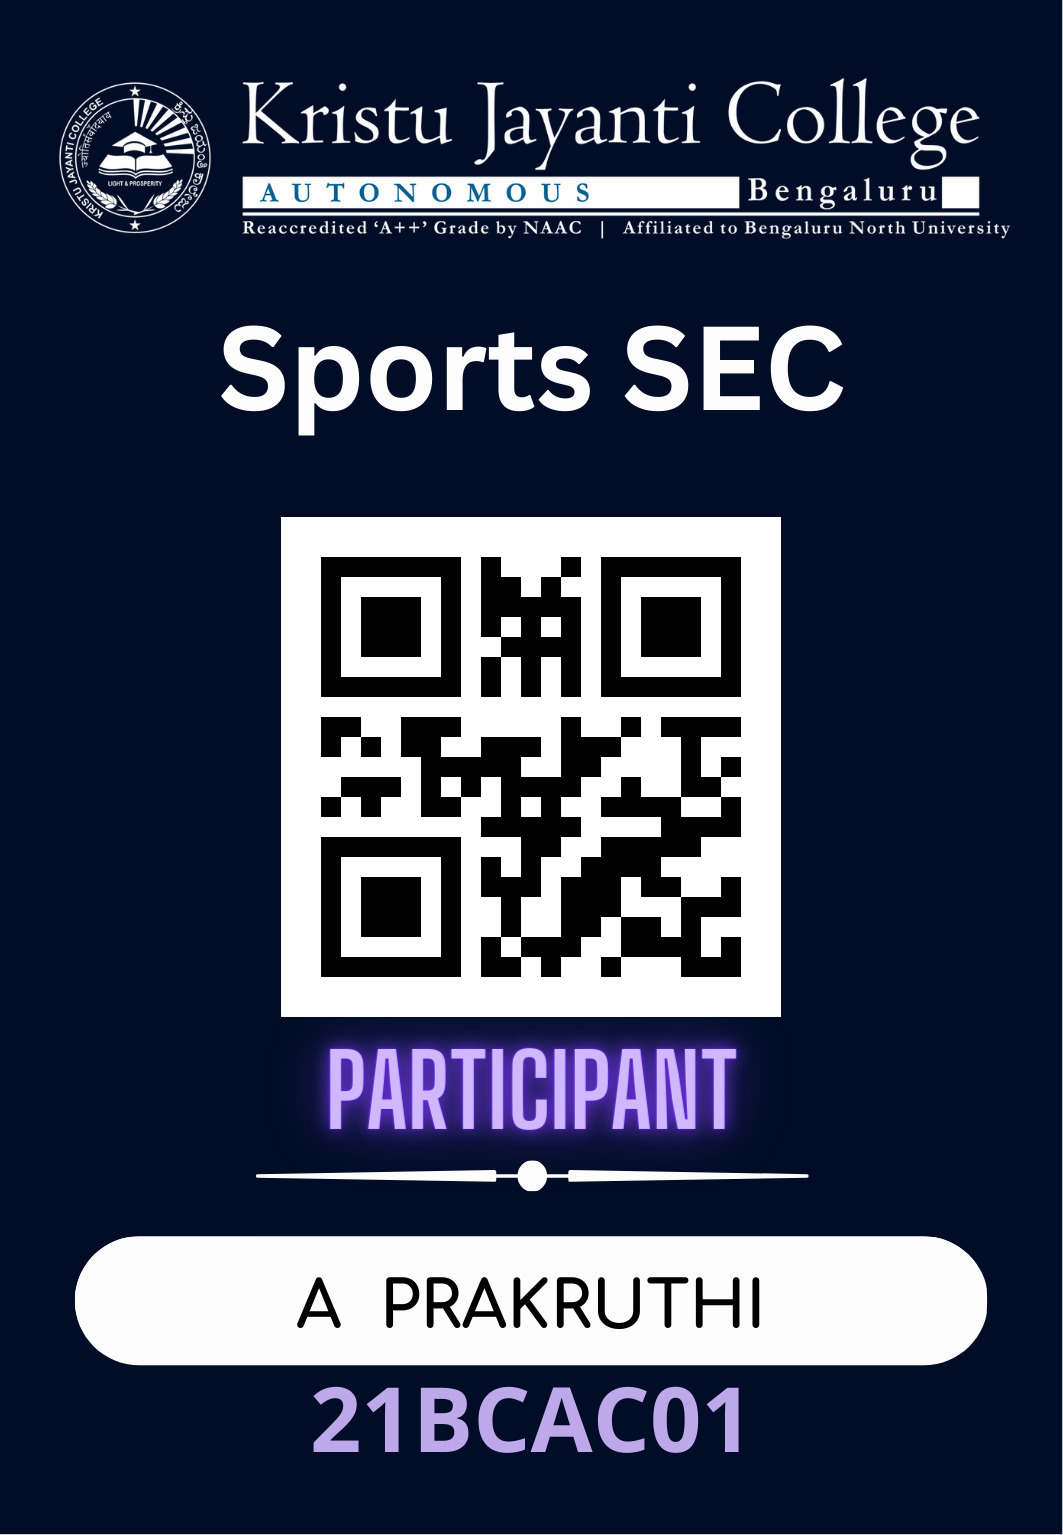 KRISTU JAYANTI COLLEGE
ಕ್ರಿಸ್ತು ಜಯಂತಿ ಕಾಲೇಜು
LIGHT & PROSPERITY
Kristu Jayanti College
AUTONOMOUS Bengaluru
Reaccredited ‘A++’ Grade by NAAC | Affiliated to Bengaluru North University
Sports SEC
PARTICIPANT
A PRAKRUTHI
21BCAC01